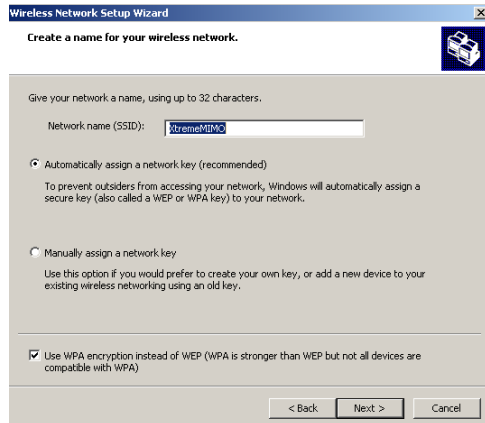 Wireless Network Setup Wizard
Create a name for your wireless network.
Give your network a name, using up to 32 characters.
Network name (SSID): XtremeMIMO
Automatically assign a network key (recommended)
To prevent outsiders from accessing your network, Windows will automatically assign a
secure key (also called a WEP or WPA key) to your network.
Manually assign a network key
Use this option if you would prefer to create your own key, or add a new device to your
existing wireless networking using an old key.
Use WPA encryption instead of WEP (WPA is stronger than WEP but not all devices are
compatible with WPA)
< Back Next > Cancel